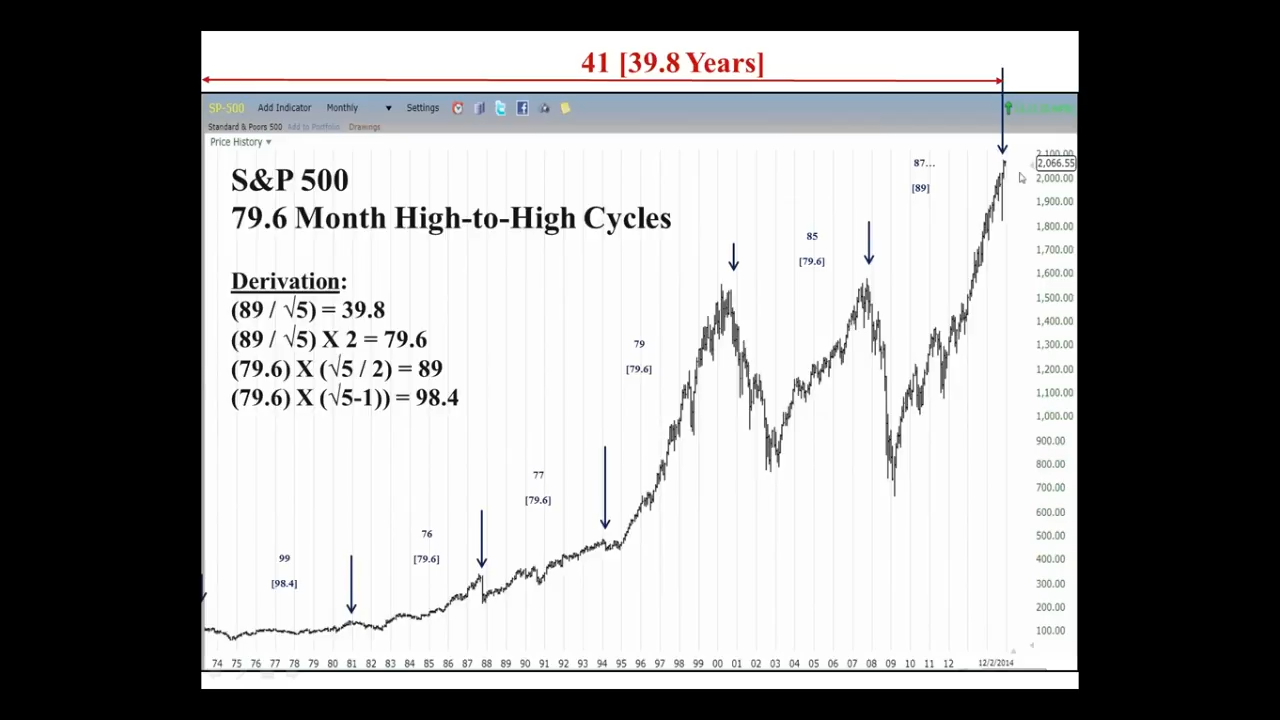 41 [39.8 Years]
SP-500 Add Indicator Monthly Settings
Standard & Poors 500 Add to Portfolio Drawings
Price History
2,100.00
87...
2,066.55
S&P 500
2,000.00
[89]
1,900.00
79.6 Month High-to-High Cycles
1,800.00
85
1,700.00
[79.6]
1,600.00
Derivation:
1,500.00
(89 / √5) = 39.8
1,400.00
(89 / √5) X 2 = 79.6
79
1,300.00
(79.6) X (√5 / 2) = 89
[79.6]
1,200.00
(79.6) X (√5-1)) = 98.4
1,100.00
1,000.00
900.00
800.00
77
700.00
[79.6]
600.00
76
500.00
99
[79.6]
400.00
[98.4]
300.00
200.00
100.00
74 75 76 77 78 79 80 81 82 83 84 85 86 87 88 89 90 91 92 93 94 95 96 97 98 99 00 01 02 03 04 05 06 07 08 09 10 11 12 12/2/2014